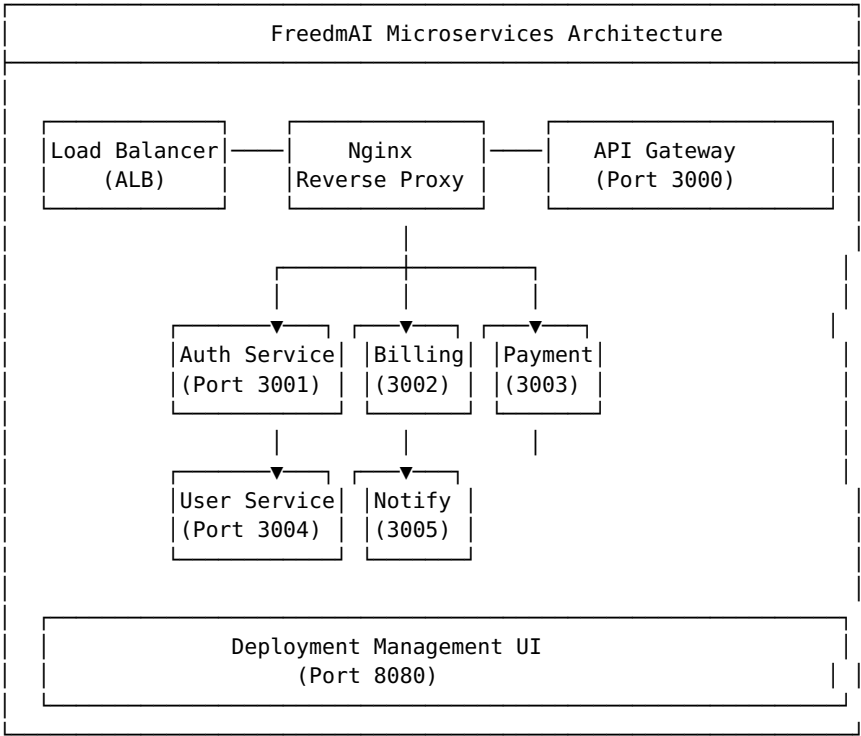 FreedmAI Microservices Architecture
Load Balancer Nginx API Gateway
(ALB) Reverse Proxy (Port 3000)
Auth Service Billing Payment
(Port 3001) (3002) (3003)
User Service Notify
(Port 3004) (3005)
Deployment Management UI
(Port 8080)